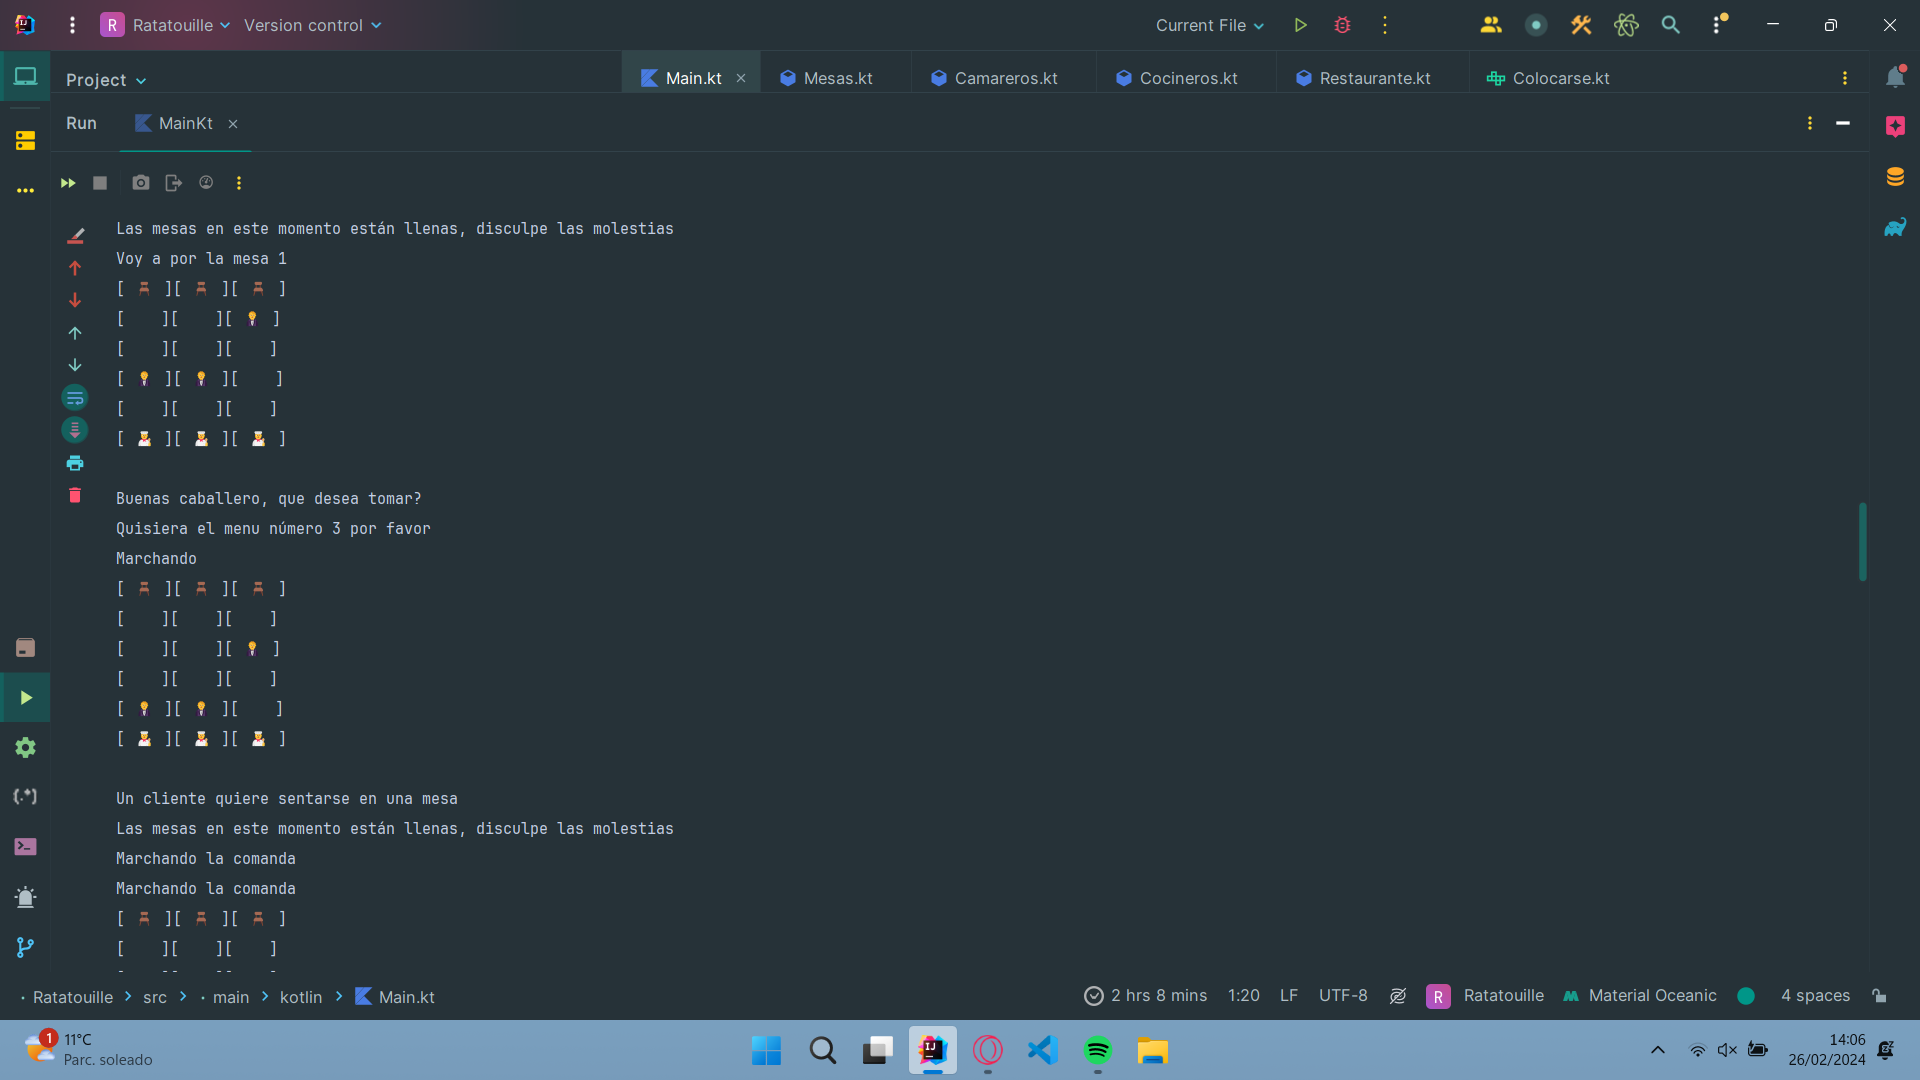 R Ratatouille Version control Current File
Project Main.kt Mesas.kt Camareros.kt Cocineros.kt Restaurante.kt Colocarse.kt
Run MainKt
Las mesas en este momento están llenas, disculpe las molestias
Voy a por la mesa 1
[ ][ ][ ]
[ ][ ][ ]
[ ][ ][ ]
[ ][ ][ ]
[ ][ ][ ]
[ ][ ][ ]
Buenas caballero, que desea tomar?
Quisiera el menu número 3 por favor
Marchando
[ ][ ][ ]
[ ][ ][ ]
[ ][ ][ ]
[ ][ ][ ]
[ ][ ][ ]
[ ][ ][ ]
Un cliente quiere sentarse en una mesa
Las mesas en este momento están llenas, disculpe las molestias
Marchando la comanda
Marchando la comanda
[ ][ ][ ]
[ ][ ][ ]
Ratatouille > src > main > kotlin > Main.kt 2 hrs 8 mins 1:20 LF UTF-8 R Ratatouille Material Oceanic 4 spaces
1 11°C
Parc. soleado
14:06
26/02/2024